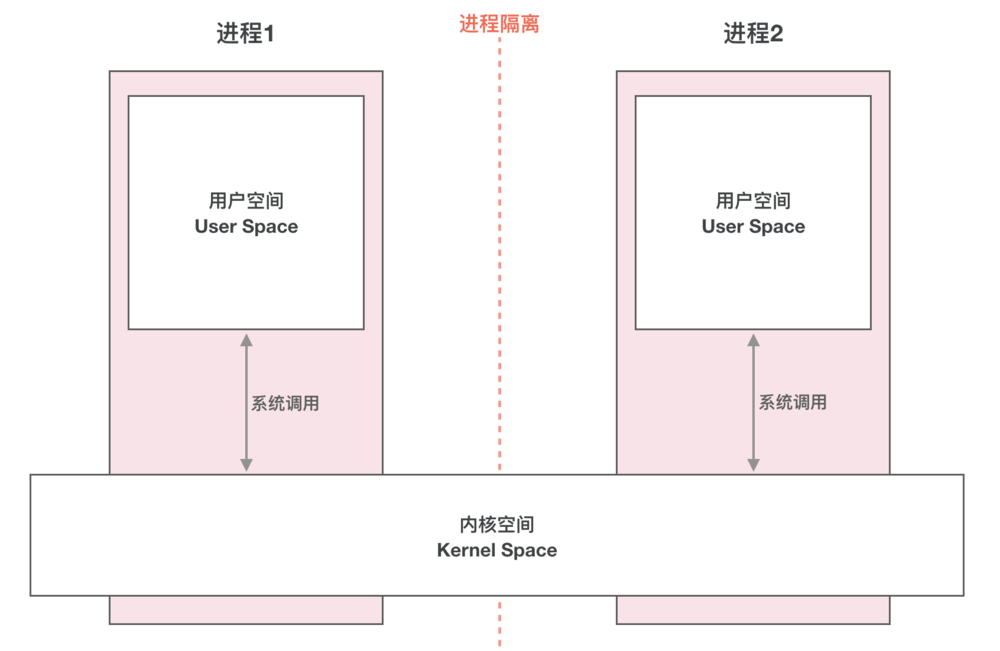 进程1
进程隔离
进程2
用户空间
User Space
用户空间
User Space
系统调用
系统调用
内核空间
Kernel Space